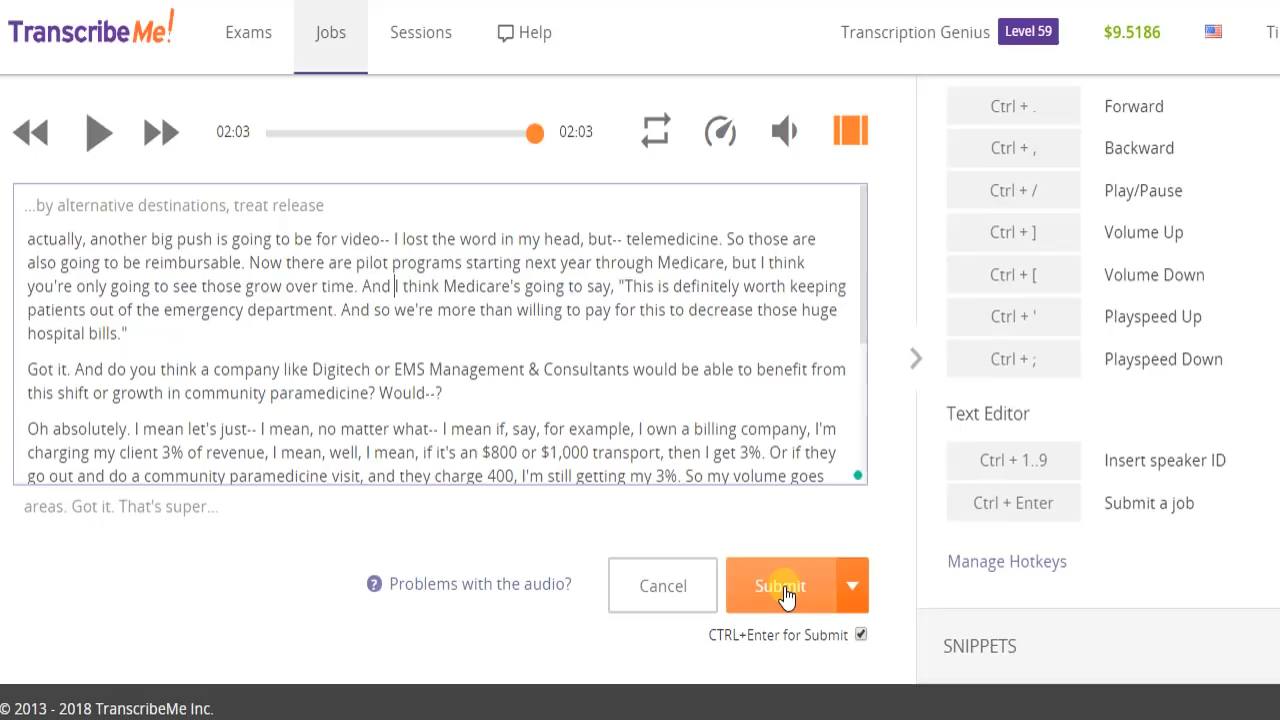 TranscribeMe!
Exams
Jobs
Sessions
Help
Transcription Genius
Level 59
$9.5186
Ti
02:03
02:03
...by alternative destinations, treat release
actually, another big push is going to be for video-- I lost the word in my head, but-- telemedicine. So those are
also going to be reimbursable. Now there are pilot programs starting next year through Medicare, but I think
you're only going to see those grow over time. And I think Medicare's going to say, "This is definitely worth keeping
patients out of the emergency department. And so we're more than willing to pay for this to decrease those huge
hospital bills."
Got it. And do you think a company like Digitech or EMS Management & Consultants would be able to benefit from
this shift or growth in community paramedicine? Would--?
Oh absolutely. I mean let's just-- I mean, no matter what-- I mean if, say, for example, I own a billing company, I'm
charging my client 3% of revenue, I mean, well, I mean, if it's an $800 or $1,000 transport, then I get 3%. Or if they
go out and do a community paramedicine visit, and they charge 400, I'm still getting my 3%. So my volume goes
areas. Got it. That's super...
? Problems with the audio?
Cancel
Submit
CTRL+Enter for Submit
Ctrl + .
Forward
Ctrl + ,
Backward
Ctrl + /
Play/Pause
Ctrl + ]
Volume Up
Ctrl + [
Volume Down
Ctrl + '
Playspeed Up
Ctrl + ;
Playspeed Down
Text Editor
Ctrl + 1..9
Insert speaker ID
Ctrl + Enter
Submit a job
Manage Hotkeys
SNIPPETS
© 2013 - 2018 TranscribeMe Inc.